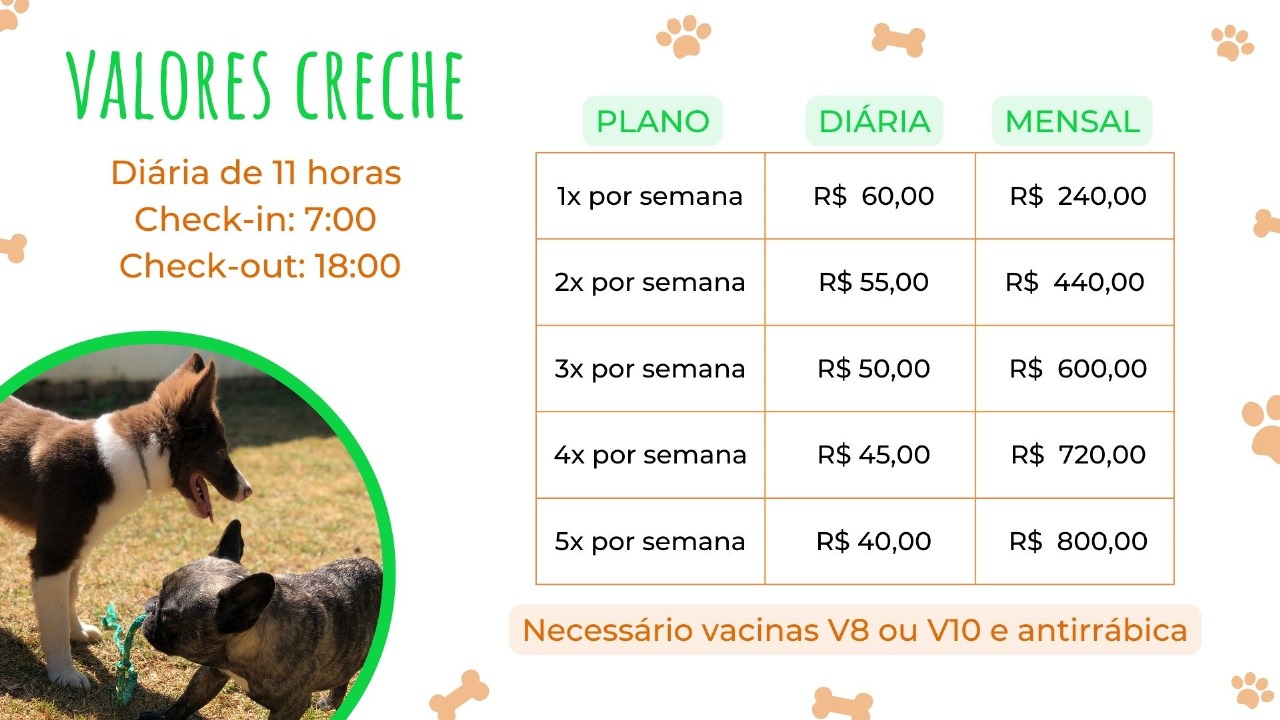 VALORES CRECHE
Diária de 11 horas
Check-in: 7:00
Check-out: 18:00
PLANO DIÁRIA MENSAL
1x por semana R$ 60,00 R$ 240,00
2x por semana R$ 55,00 R$ 440,00
3x por semana R$ 50,00 R$ 600,00
4x por semana R$ 45,00 R$ 720,00
5x por semana R$ 40,00 R$ 800,00
Necessário vacinas V8 ou V10 e antirrábica